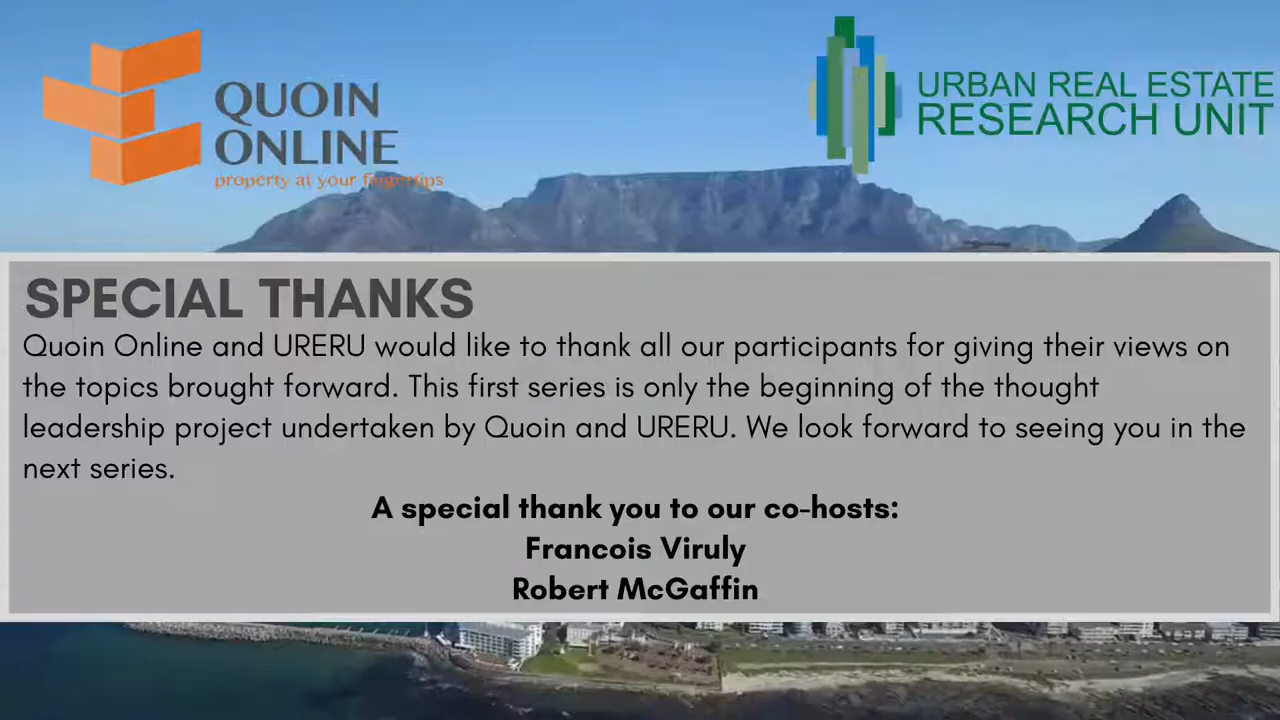 QUOIN
ONLINE
property at your fingertips
URBAN REAL ESTATE
RESEARCH UNIT
SPECIAL THANKS
Quoin Online and URERU would like to thank all our participants for giving their views on
the topics brought forward. This first series is only the beginning of the thought
leadership project undertaken by Quoin and URERU. We look forward to seeing you in the
next series.
A special thank you to our co-hosts:
Francois Viruly
Robert McGaffin